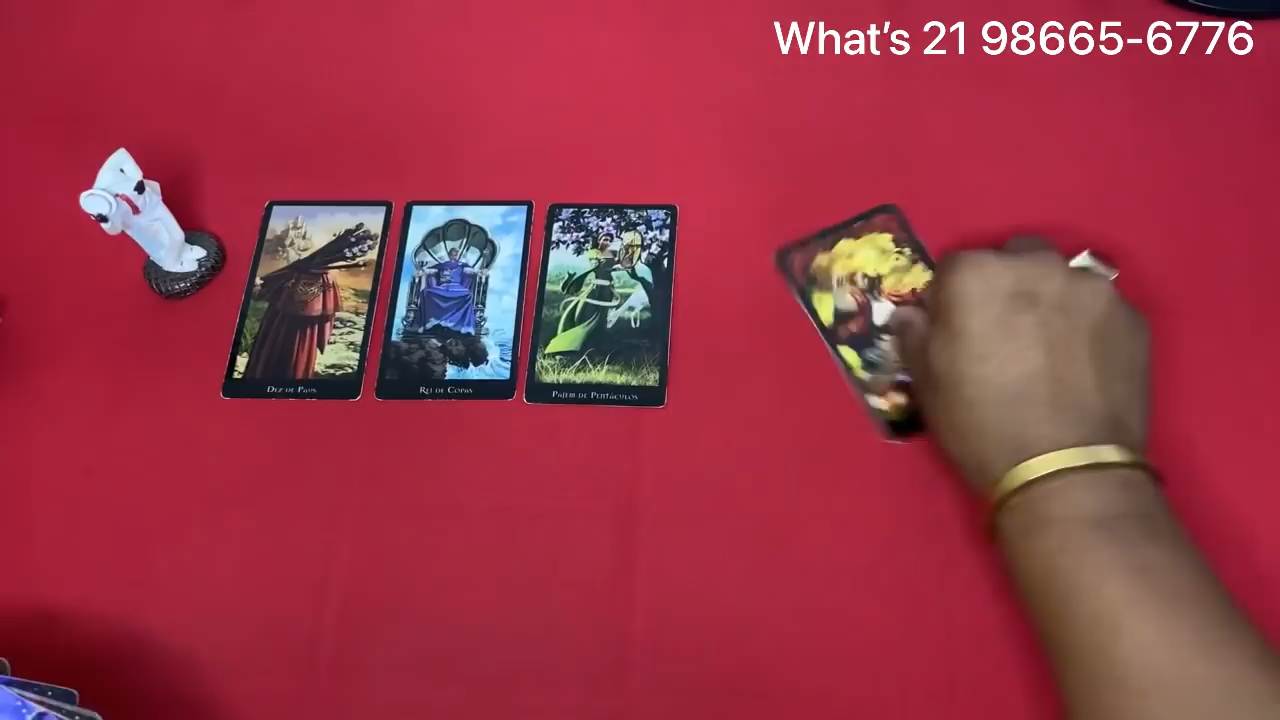 What's 21 98665-6776
Dez de Paus
Rei de Copas
Pajem de Pentáculos